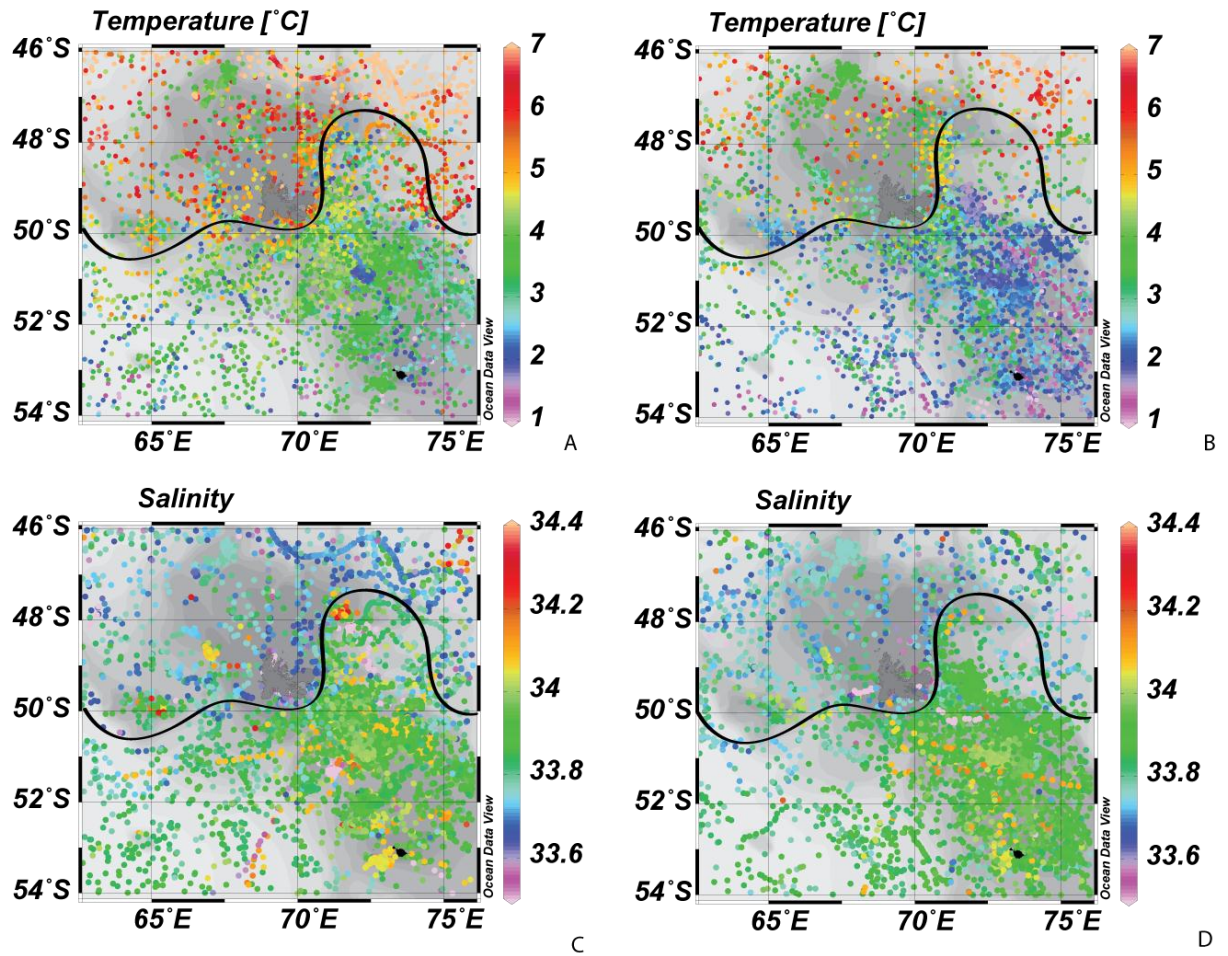 Temperature [˚C]
46˚S
48˚S
50˚S
52˚S
54˚S
65˚E
70˚E
75˚E
Ocean Data View
7
6
5
4
3
2
1
A
Temperature [˚C]
46˚S
48˚S
50˚S
52˚S
54˚S
65˚E
70˚E
75˚E
Ocean Data View
7
6
5
4
3
2
1
B
Salinity
46˚S
48˚S
50˚S
52˚S
54˚S
65˚E
70˚E
75˚E
Ocean Data View
34.4
34.2
34
33.8
33.6
C
Salinity
46˚S
48˚S
50˚S
52˚S
54˚S
65˚E
70˚E
75˚E
Ocean Data View
34.4
34.2
34
33.8
33.6
D